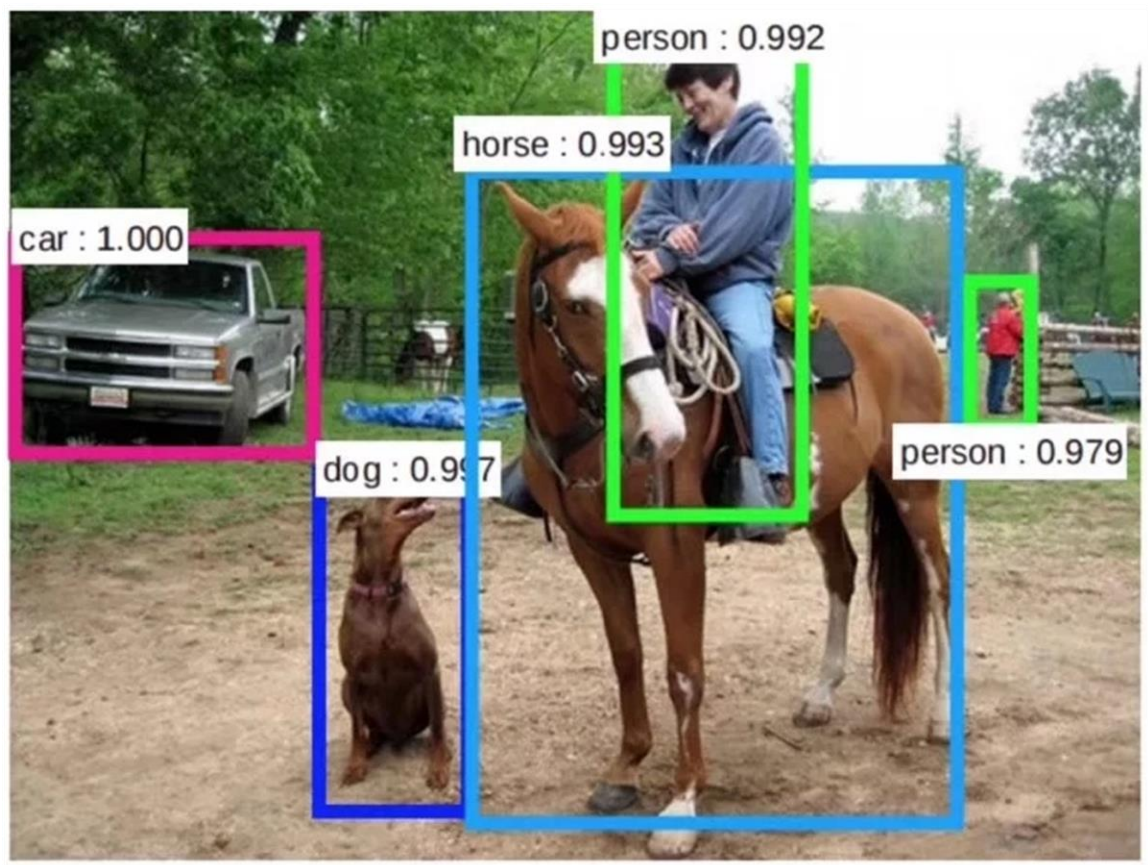 person : 0.992
horse : 0.993
car : 1.000
dog : 0.997
person : 0.979